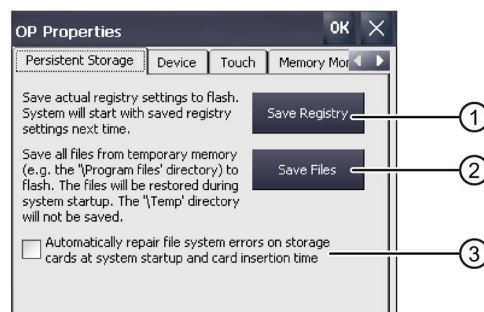 OP Properties OK
Persistent Storage Device Touch Memory Mor
Save actual registry settings to flash.
System will start with saved registry
settings next time.
Save Registry
1
Save all files from temporary memory
(e.g. the '\Program files' directory) to
flash. The files will be restored during
system startup. The '\Temp' directory
will not be saved.
Save Files
2
Automatically repair file system errors on storage
cards at system startup and card insertion time
3